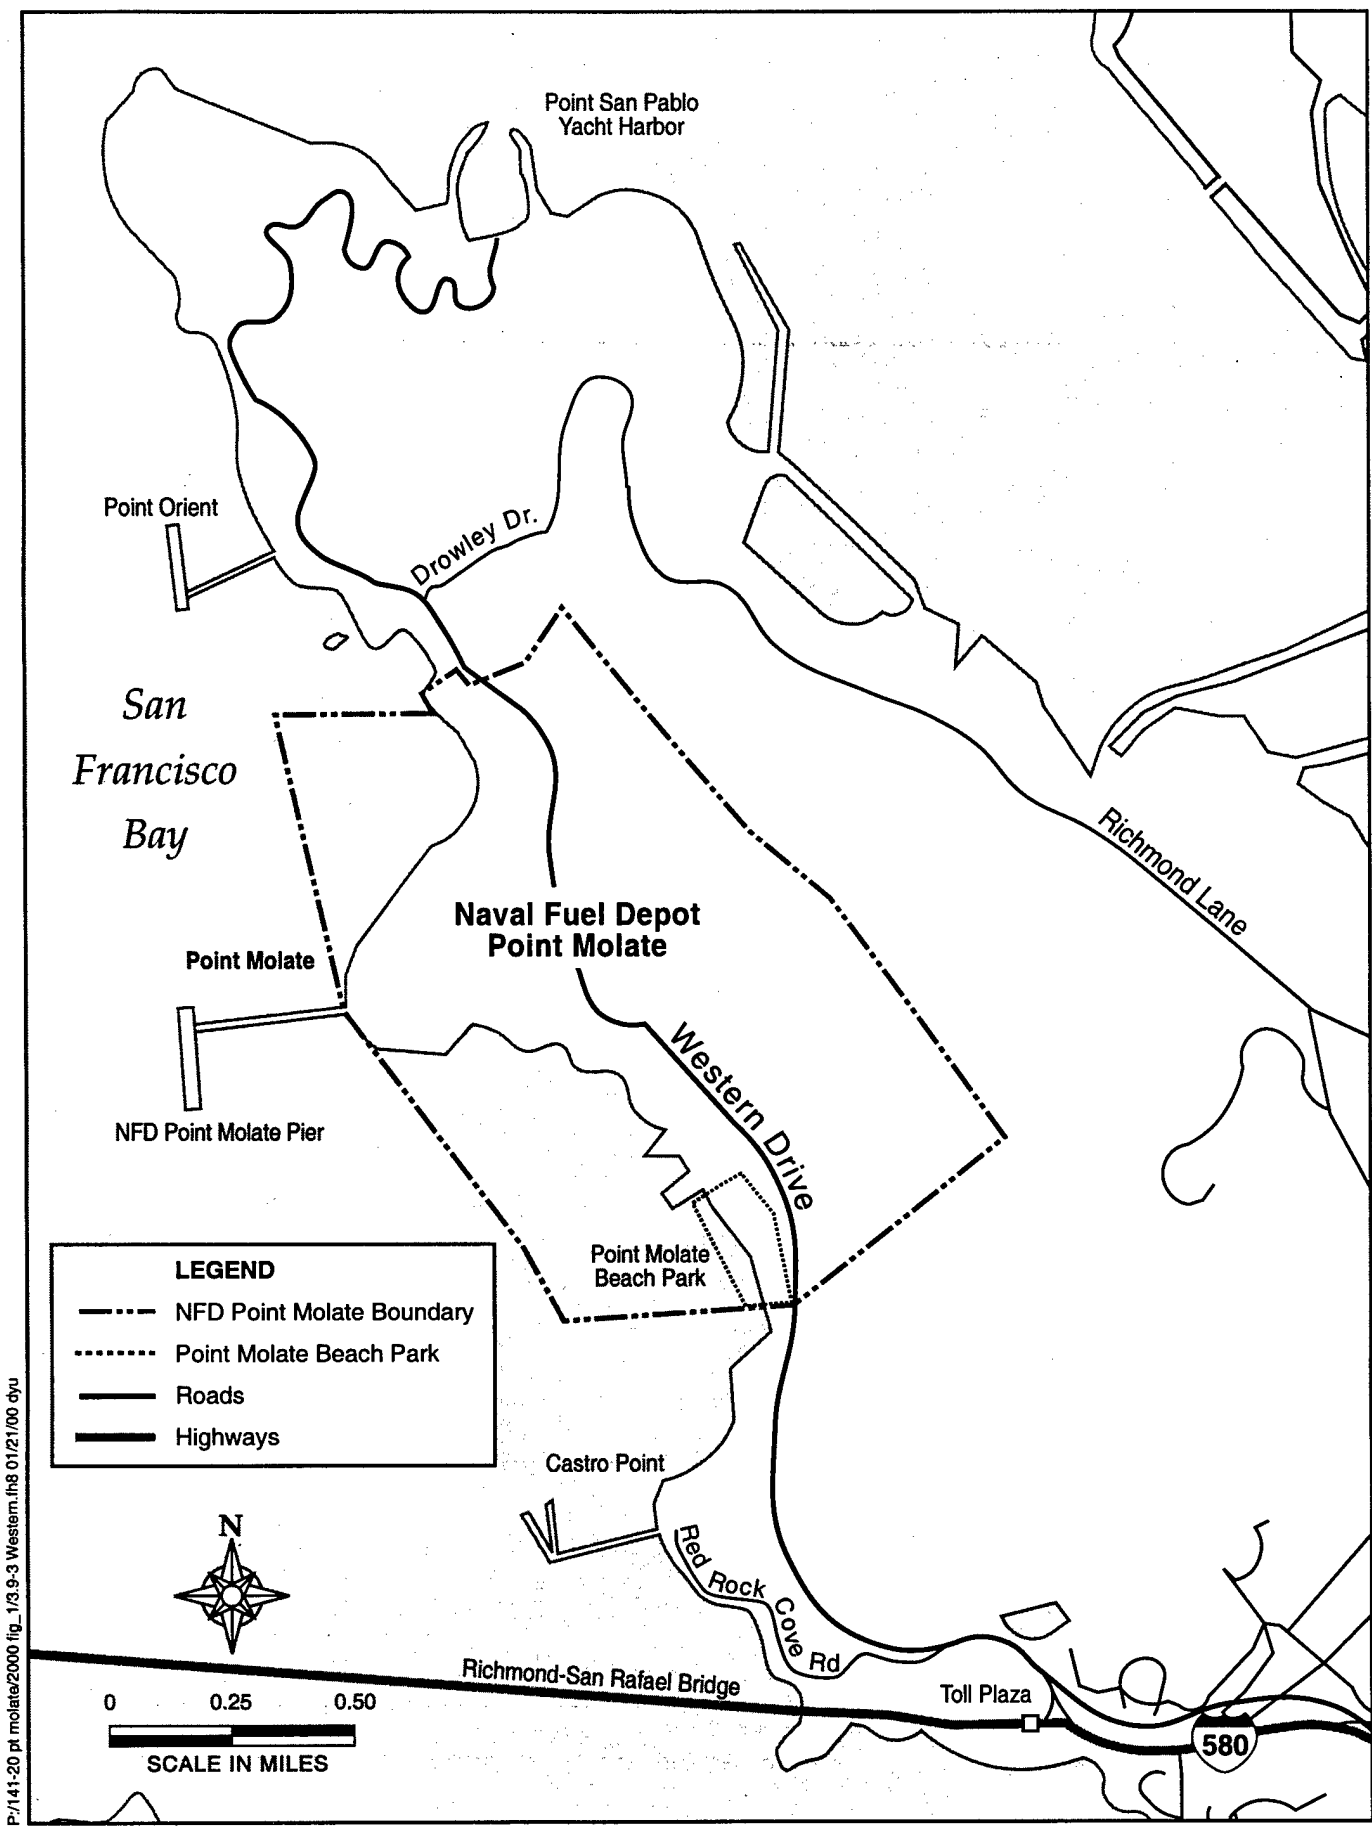 Point San Pablo
Yacht Harbor
Point Orient
Drowley Dr.
San
Francisco
Bay
Richmond Lane
Naval Fuel Depot
Point Molate
Point Molate
NFD Point Molate Pier
Western Drive
Point Molate
Beach Park
LEGEND
NFD Point Molate Boundary
Point Molate Beach Park
Roads
Highways
Castro Point
N
Red Rock Cove Rd
Richmond-San Rafael Bridge
Toll Plaza
580
0 0.25 0.50
SCALE IN MILES
P:/141-20 pt molate/2000 fig_1/3.9-3 Western.fh8 01/21/00 dyu